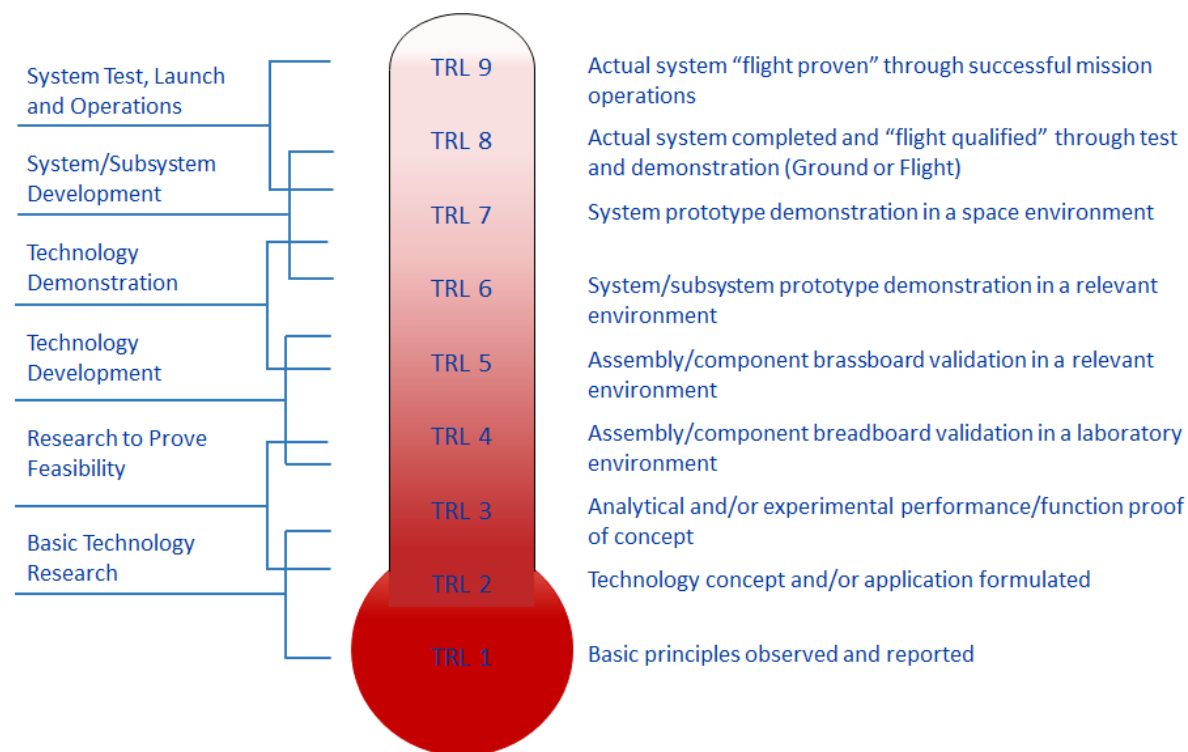 System Test, Launch
and Operations
System/Subsystem
Development
Technology
Demonstration
Technology
Development
Research to Prove
Feasibility
Basic Technology
Research
TRL 9
TRL 8
TRL 7
TRL 6
TRL 5
TRL 4
TRL 3
TRL 2
TRL 1
Actual system “flight proven” through successful mission
operations
Actual system completed and “flight qualified” through test
and demonstration (Ground or Flight)
System prototype demonstration in a space environment
System/subsystem prototype demonstration in a relevant
environment
Assembly/component brassboard validation in a relevant
environment
Assembly/component breadboard validation in a laboratory
environment
Analytical and/or experimental performance/function proof
of concept
Technology concept and/or application formulated
Basic principles observed and reported